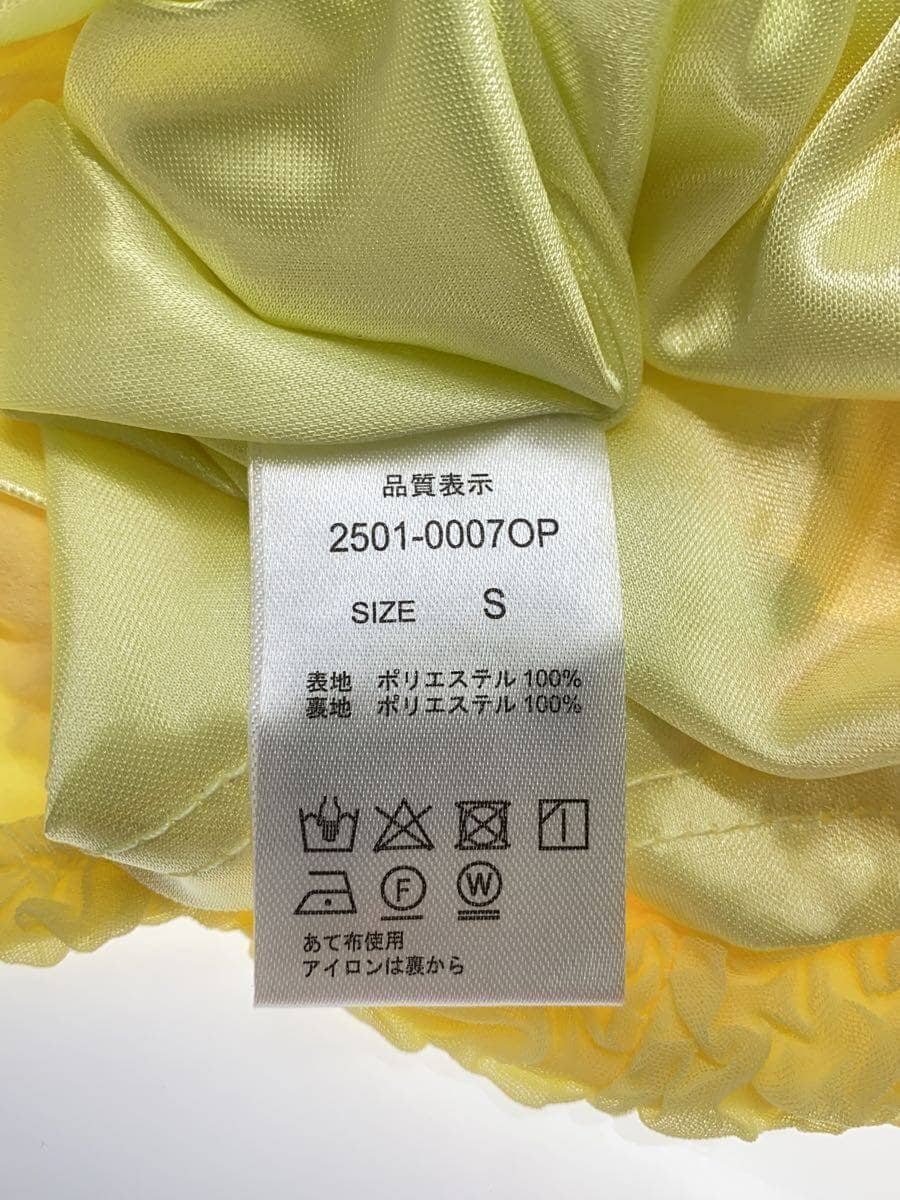 品質表示
2501-0007OP
SIZE S
表地 ポリエステル 100%
裏地 ポリエステル 100%
F W
あて布使用
アイロンは裏から